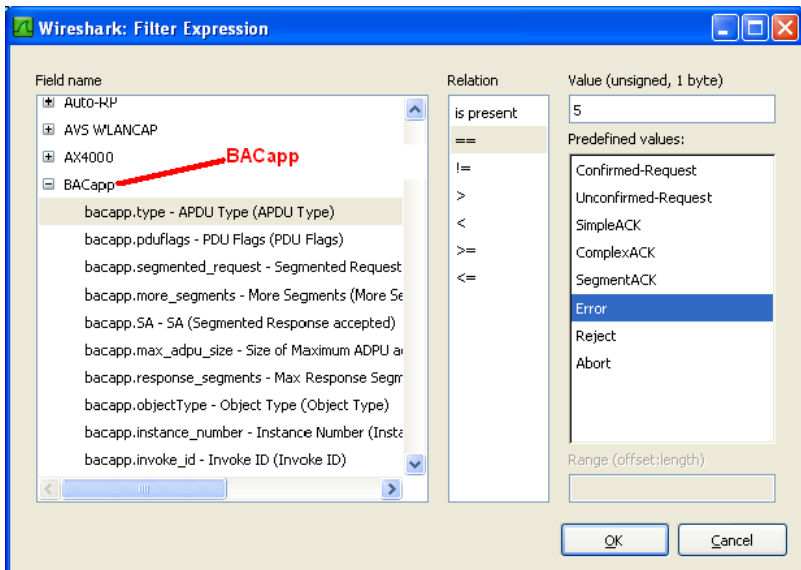 Wireshark: Filter Expression
Field name
Auto-RP
AVS WLANCAP
AX4000
BACapp
BACapp
bacapp.type - APDU Type (APDU Type)
bacapp.pduflags - PDU Flags (PDU Flags)
bacapp.segmented_request - Segmented Request
bacapp.more_segments - More Segments (More Se
bacapp.SA - SA (Segmented Response accepted)
bacapp.max_adpu_size - Size of Maximum ADPU a
bacapp.response_segments - Max Response Segm
bacapp.objectType - Object Type (Object Type)
bacapp.instance_number - Instance Number (Insta
bacapp.invoke_id - Invoke ID (Invoke ID)
Relation
is present
==
!=
>
<
>=
<=
Value (unsigned, 1 byte)
5
Predefined values:
Confirmed-Request
Unconfirmed-Request
SimpleACK
ComplexACK
SegmentACK
Error
Reject
Abort
Range (offset:length)
OK
Cancel